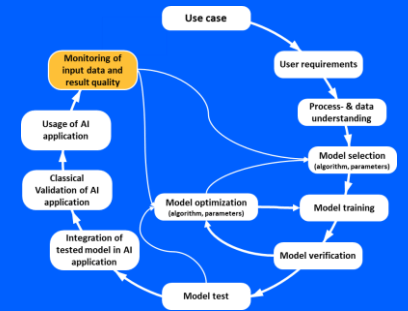 Use case
User requirements
Process- & data
understanding
Model selection
(algorithm, parameters)
Model training
Model verification
Model optimization
(algorithm, parameters)
Model test
Integration of
tested model in AI
application
Classical
Validation of AI
application
Usage of AI
application
Monitoring of
input data and
result quality